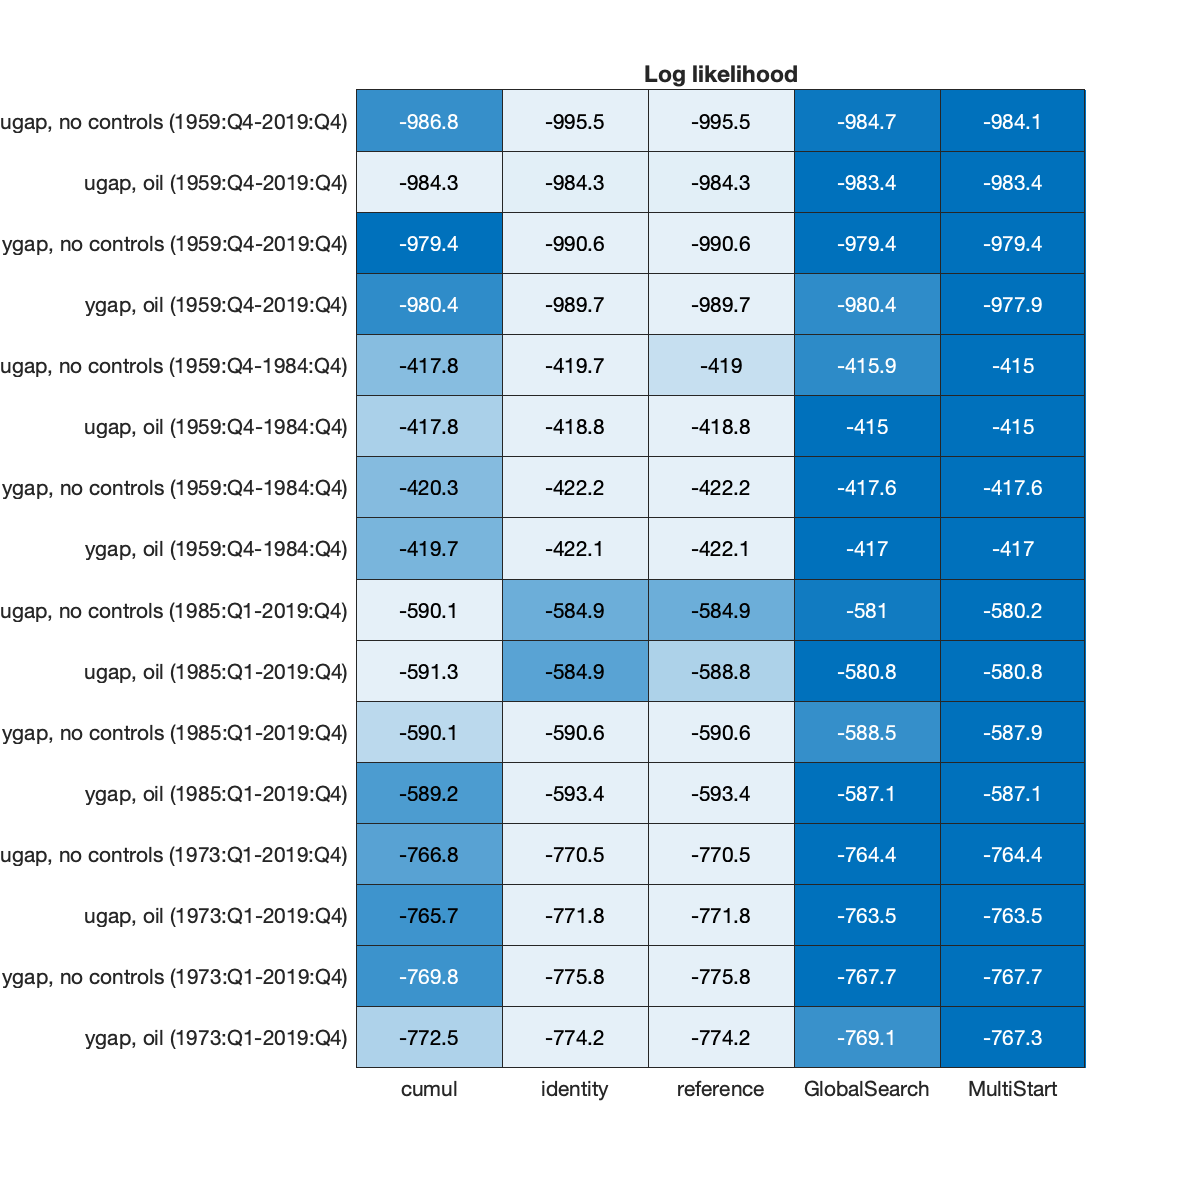 Log likelihood
ugap, no controls (1959:Q4-2019:Q4) -986.8 -995.5 -995.5 -984.7 -984.1
ugap, oil (1959:Q4-2019:Q4) -984.3 -984.3 -984.3 -983.4 -983.4
ygap, no controls (1959:Q4-2019:Q4) -979.4 -990.6 -990.6 -979.4 -979.4
ygap, oil (1959:Q4-2019:Q4) -980.4 -989.7 -989.7 -980.4 -977.9
ugap, no controls (1959:Q4-1984:Q4) -417.8 -419.7 -419 -415.9 -415
ugap, oil (1959:Q4-1984:Q4) -417.8 -418.8 -418.8 -415 -415
ygap, no controls (1959:Q4-1984:Q4) -420.3 -422.2 -422.2 -417.6 -417.6
ygap, oil (1959:Q4-1984:Q4) -419.7 -422.1 -422.1 -417 -417
ugap, no controls (1985:Q1-2019:Q4) -590.1 -584.9 -584.9 -581 -580.2
ugap, oil (1985:Q1-2019:Q4) -591.3 -584.9 -588.8 -580.8 -580.8
ygap, no controls (1985:Q1-2019:Q4) -590.1 -590.6 -590.6 -588.5 -587.9
ygap, oil (1985:Q1-2019:Q4) -589.2 -593.4 -593.4 -587.1 -587.1
ugap, no controls (1973:Q1-2019:Q4) -766.8 -770.5 -770.5 -764.4 -764.4
ugap, oil (1973:Q1-2019:Q4) -765.7 -771.8 -771.8 -763.5 -763.5
ygap, no controls (1973:Q1-2019:Q4) -769.8 -775.8 -775.8 -767.7 -767.7
ygap, oil (1973:Q1-2019:Q4) -772.5 -774.2 -774.2 -769.1 -767.3
cumul identity reference GlobalSearch MultiStart